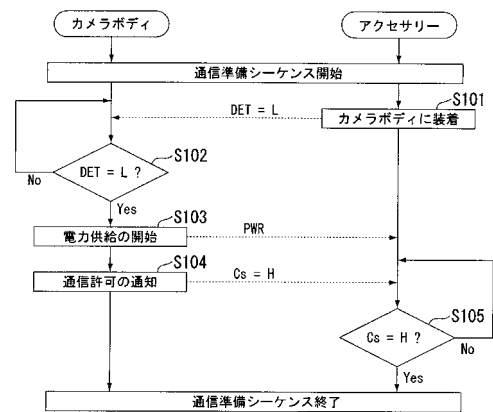 カメラボディ
アクセサリー
通信準備シーケンス開始
S101
DET = L
カメラボディに装着
S102
DET = L ?
No
Yes
S103
電力供給の開始
PWR
S104
通信許可の通知
Cs = H
S105
Cs = H ?
No
Yes
通信準備シーケンス終了